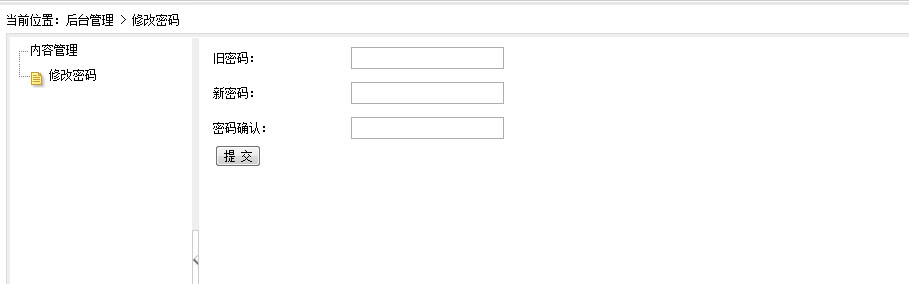 当前位置：后台管理 > 修改密码
内容管理
修改密码
旧密码：
新密码：
密码确认：
提 交